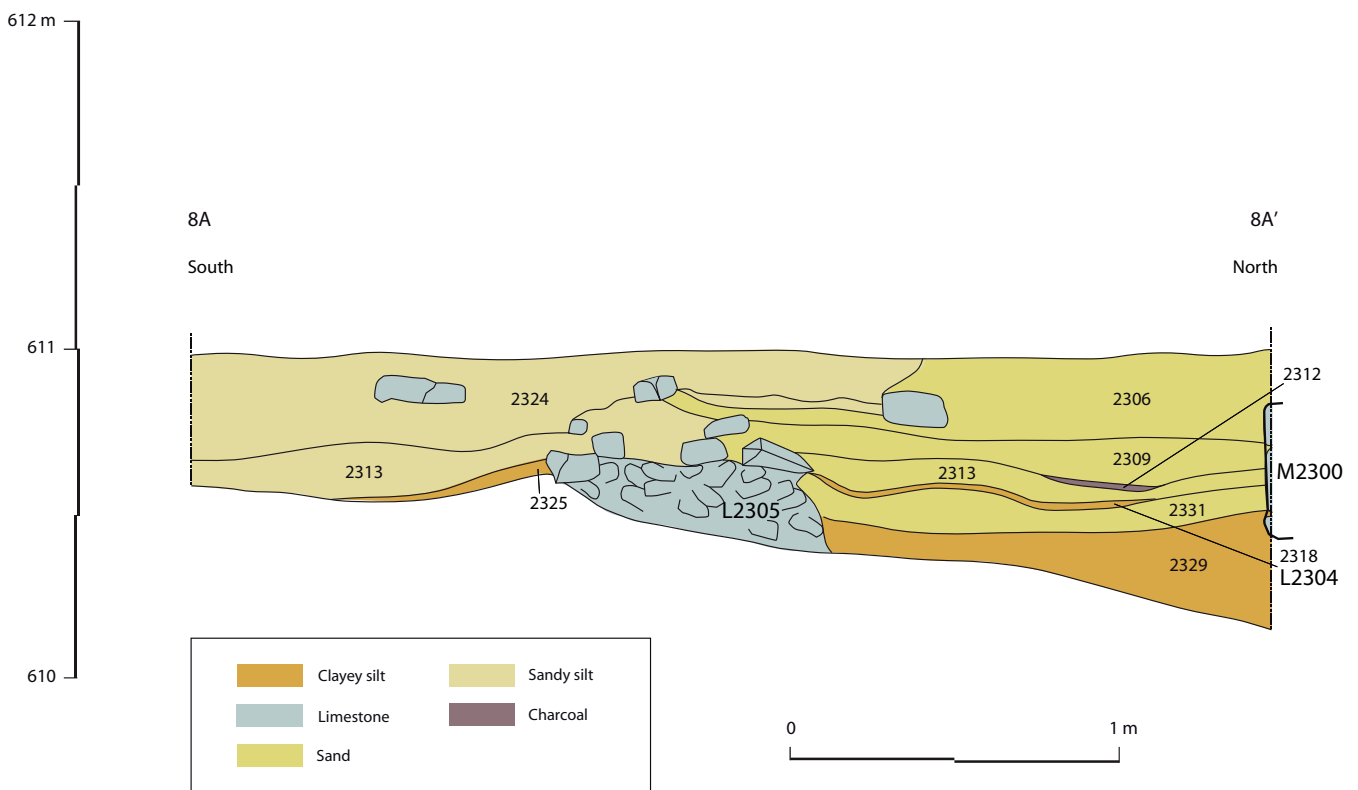 612 m
8A 8A′
South North
611
2312
2324 2306
2309
2313 2313 M2300
2325 L2305 2331
2318
2329 L2304
610
Clayey silt Sandy silt
Limestone Charcoal
Sand
0 1 m